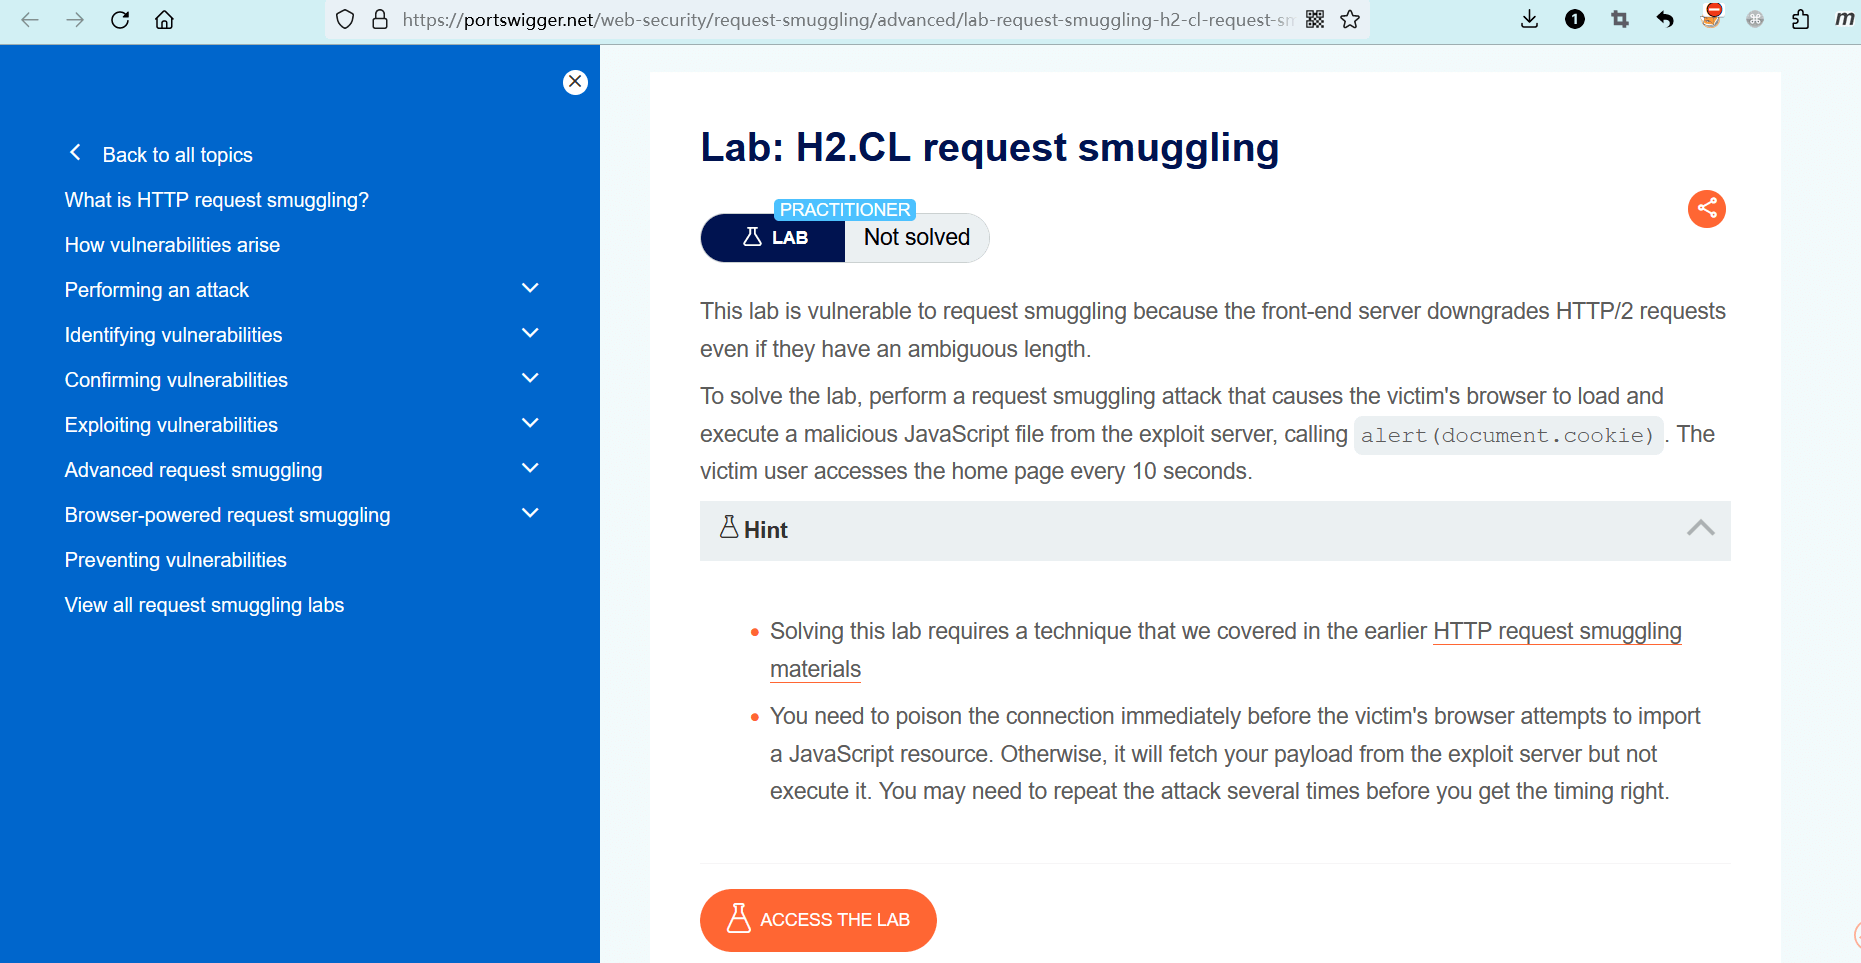 https://portswigger.net/web-security/request-smuggling/advanced/lab-request-smuggling-h2-cl-request-sm
1
m
Back to all topics
What is HTTP request smuggling?
How vulnerabilities arise
Performing an attack
Identifying vulnerabilities
Confirming vulnerabilities
Exploiting vulnerabilities
Advanced request smuggling
Browser-powered request smuggling
Preventing vulnerabilities
View all request smuggling labs
Lab: H2.CL request smuggling
PRACTITIONER
LAB
Not solved
This lab is vulnerable to request smuggling because the front-end server downgrades HTTP/2 requests
even if they have an ambiguous length.
To solve the lab, perform a request smuggling attack that causes the victim's browser to load and
execute a malicious JavaScript file from the exploit server, calling alert(document.cookie). The
victim user accesses the home page every 10 seconds.
Hint
Solving this lab requires a technique that we covered in the earlier HTTP request smuggling
materials
You need to poison the connection immediately before the victim's browser attempts to import
a JavaScript resource. Otherwise, it will fetch your payload from the exploit server but not
execute it. You may need to repeat the attack several times before you get the timing right.
ACCESS THE LAB